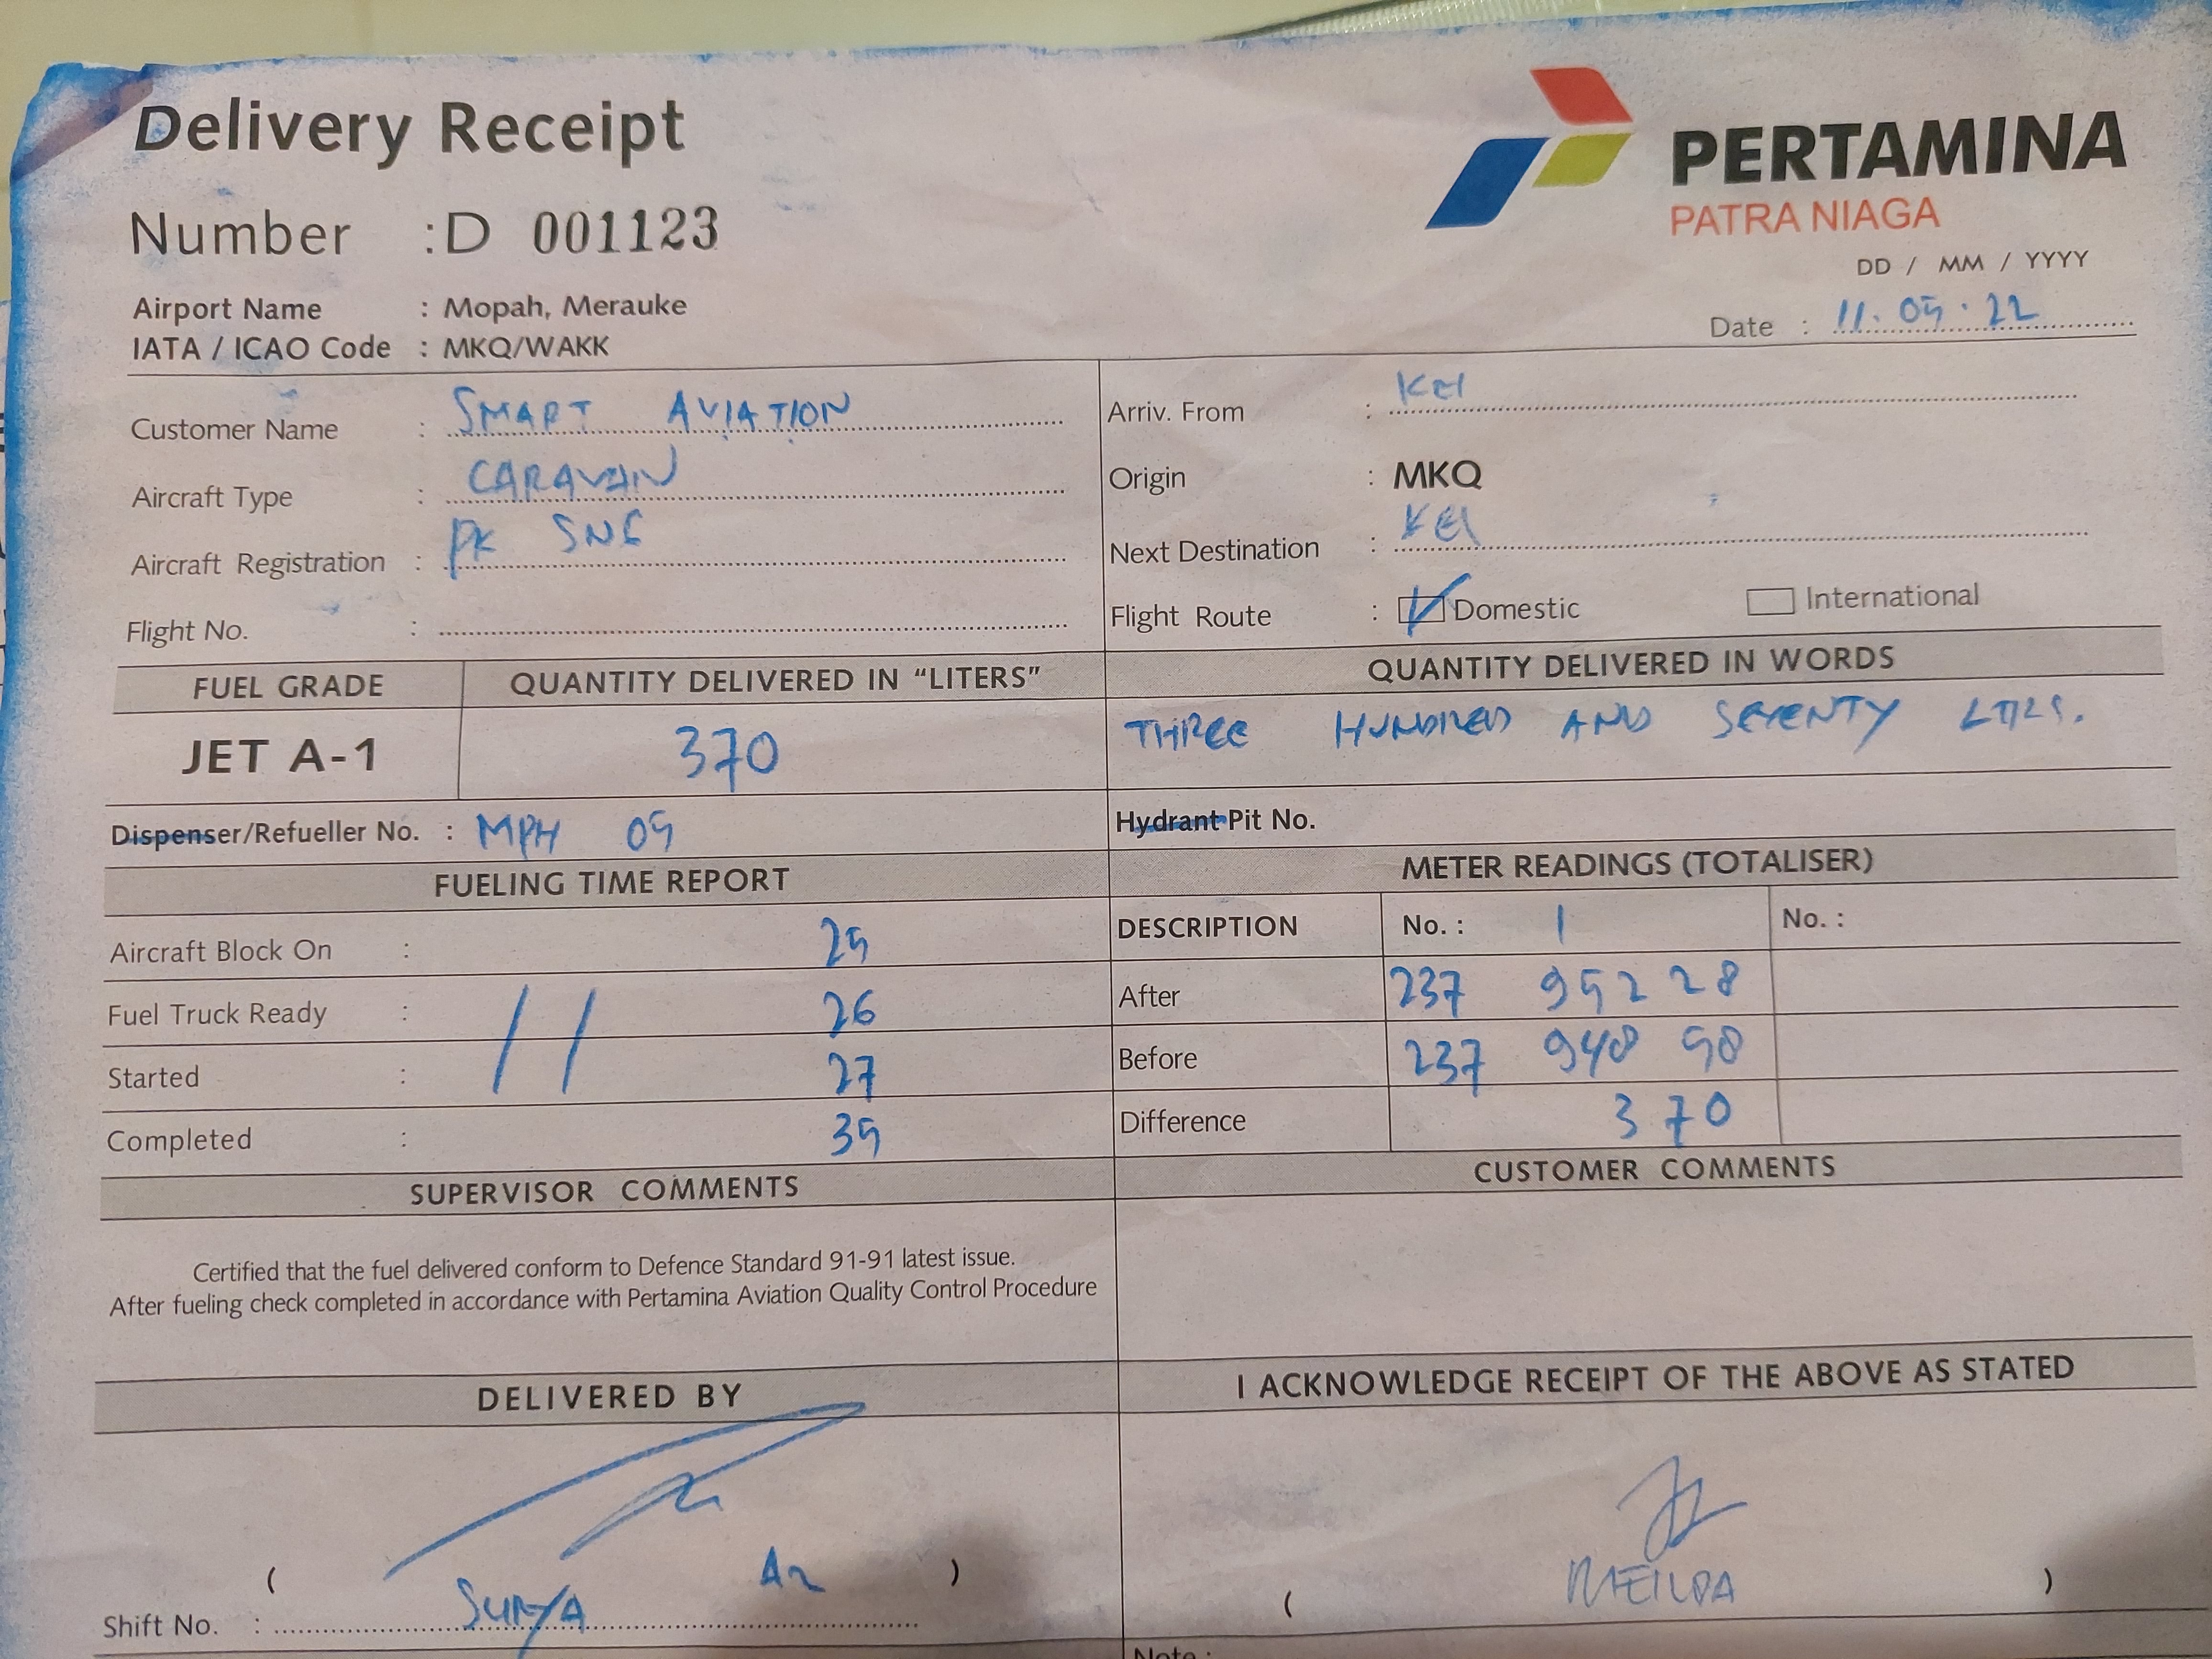 Delivery Receipt
PERTAMINA
PATRA NIAGA
Number : D 001123
DD / MM / YYYY
Airport Name : Mopah, Merauke
Date : 11. 05 . 22
IATA / ICAO Code : MKQ/WAKK
Customer Name : SMART AVIATION
Arriv. From : KEI
Aircraft Type : CARAVAN
Origin : MKQ
Aircraft Registration : PK
Next Destination : KEI
Flight No. :
Flight Route : Domestic International
FUEL GRADE QUANTITY DELIVERED IN “LITERS” QUANTITY DELIVERED IN WORDS
JET A-1 370 THREE HUNDRED AND SEVENTY LTRS.
Dispenser/Refueller No. : MPH 05
Hydrant Pit No.
FUELING TIME REPORT METER READINGS (TOTALISER)
Aircraft Block On : 25
DESCRIPTION No. : 1 No. :
Fuel Truck Ready : 26
After 237 95228
Started : 11 27
Before 237 948 58
Completed : 35
Difference 370
SUPERVISOR COMMENTS CUSTOMER COMMENTS
Certified that the fuel delivered conform to Defence Standard 91-91 latest issue.
After fueling check completed in accordance with Pertamina Aviation Quality Control Procedure
DELIVERED BY I ACKNOWLEDGE RECEIPT OF THE ABOVE AS STATED
( SURYA )
( )
Shift No. :
Note :